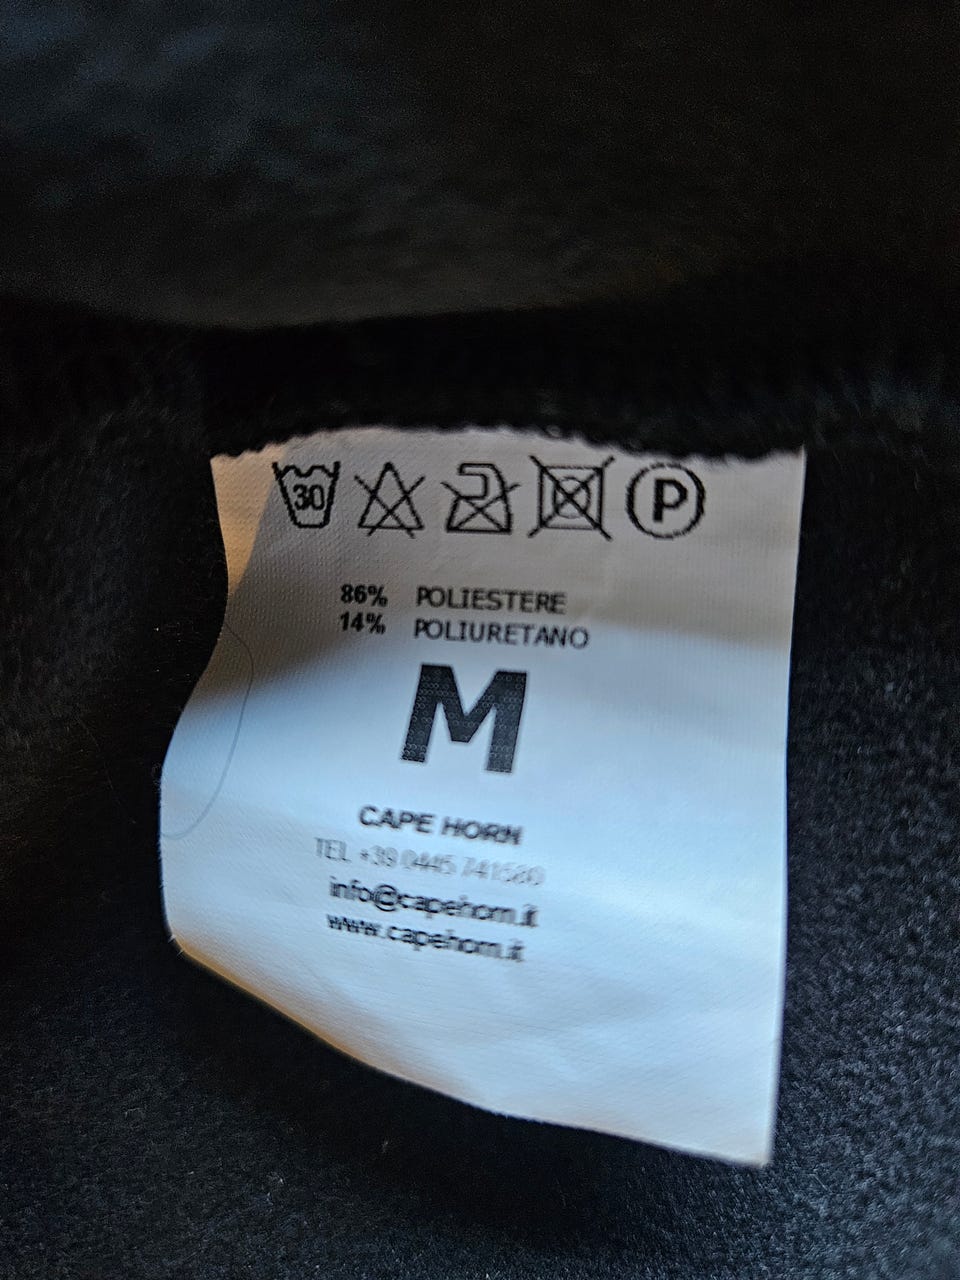 30 P
86% POLIESTERE
14% POLIURETANO
M
CAPE HORN
TEL +39 0445 741580
info@capehorn.it
www.capehorn.it